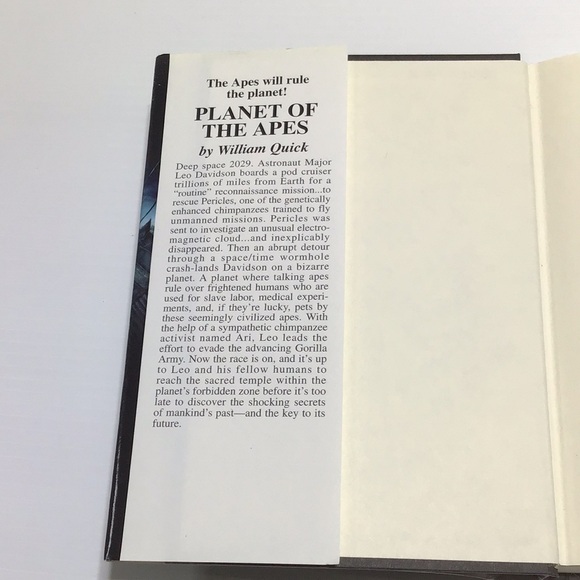 The Apes will rule
the planet!
PLANET OF
THE APES
by William Quick
Deep space 2029. Astronaut Major
Leo Davidson boards a pod cruiser
trillions of miles from Earth for a
“routine” reconnaissance mission...to
rescue Pericles, one of the genetically
enhanced chimpanzees trained to fly
unmanned missions. Pericles was
sent to investigate an unusual electro-
magnetic cloud...and inexplicably
disappeared. Then an abrupt detour
through a space/time wormhole
crash-lands Davidson on a bizarre
planet. A planet where talking apes
rule over frightened humans who are
used for slave labor, medical experi-
ments, and, if they’re lucky, pets by
these seemingly civilized apes. With
the help of a sympathetic chimpanzee
activist named Ari, Leo leads the
effort to evade the advancing Gorilla
Army. Now the race is on, and it’s up
to Leo and his fellow humans to
reach the sacred temple within the
planet’s forbidden zone before it’s too
late to discover the shocking secrets
of mankind’s past—and the key to its
future.